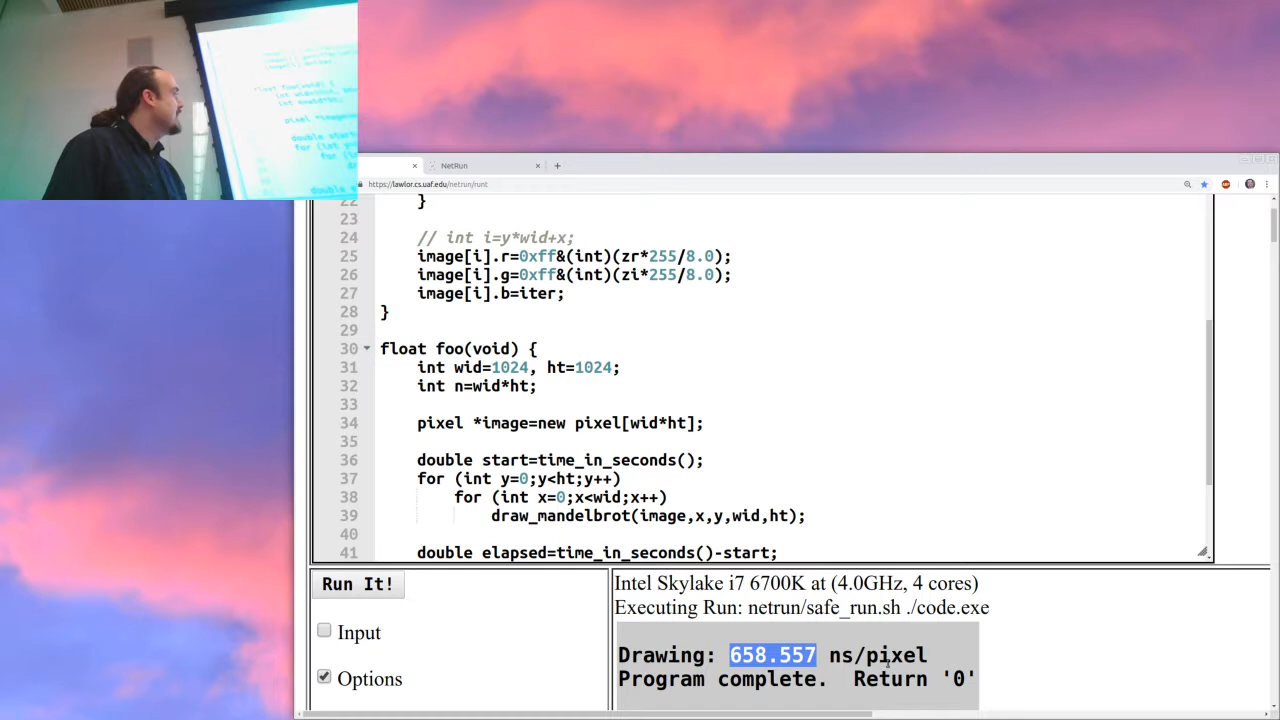 NetRun
https://lawlor.cs.uaf.edu/netrun/runt
22 }
23
24 // int i=y*wid+x;
25 image[i].r=0xff&(int)(zr*255/8.0);
26 image[i].g=0xff&(int)(zi*255/8.0);
27 image[i].b=iter;
28 }
29
30 float foo(void) {
31 int wid=1024, ht=1024;
32 int n=wid*ht;
33
34 pixel *image=new pixel[wid*ht];
35
36 double start=time_in_seconds();
37 for (int y=0;y<ht;y++)
38 for (int x=0;x<wid;x++)
39 draw_mandelbrot(image,x,y,wid,ht);
40
41 double elapsed=time_in_seconds()-start;
Run It!
Input
Options
Intel Skylake i7 6700K at (4.0GHz, 4 cores)
Executing Run: netrun/safe_run.sh ./code.exe
Drawing: 658.557 ns/pixel
Program complete. Return '0'